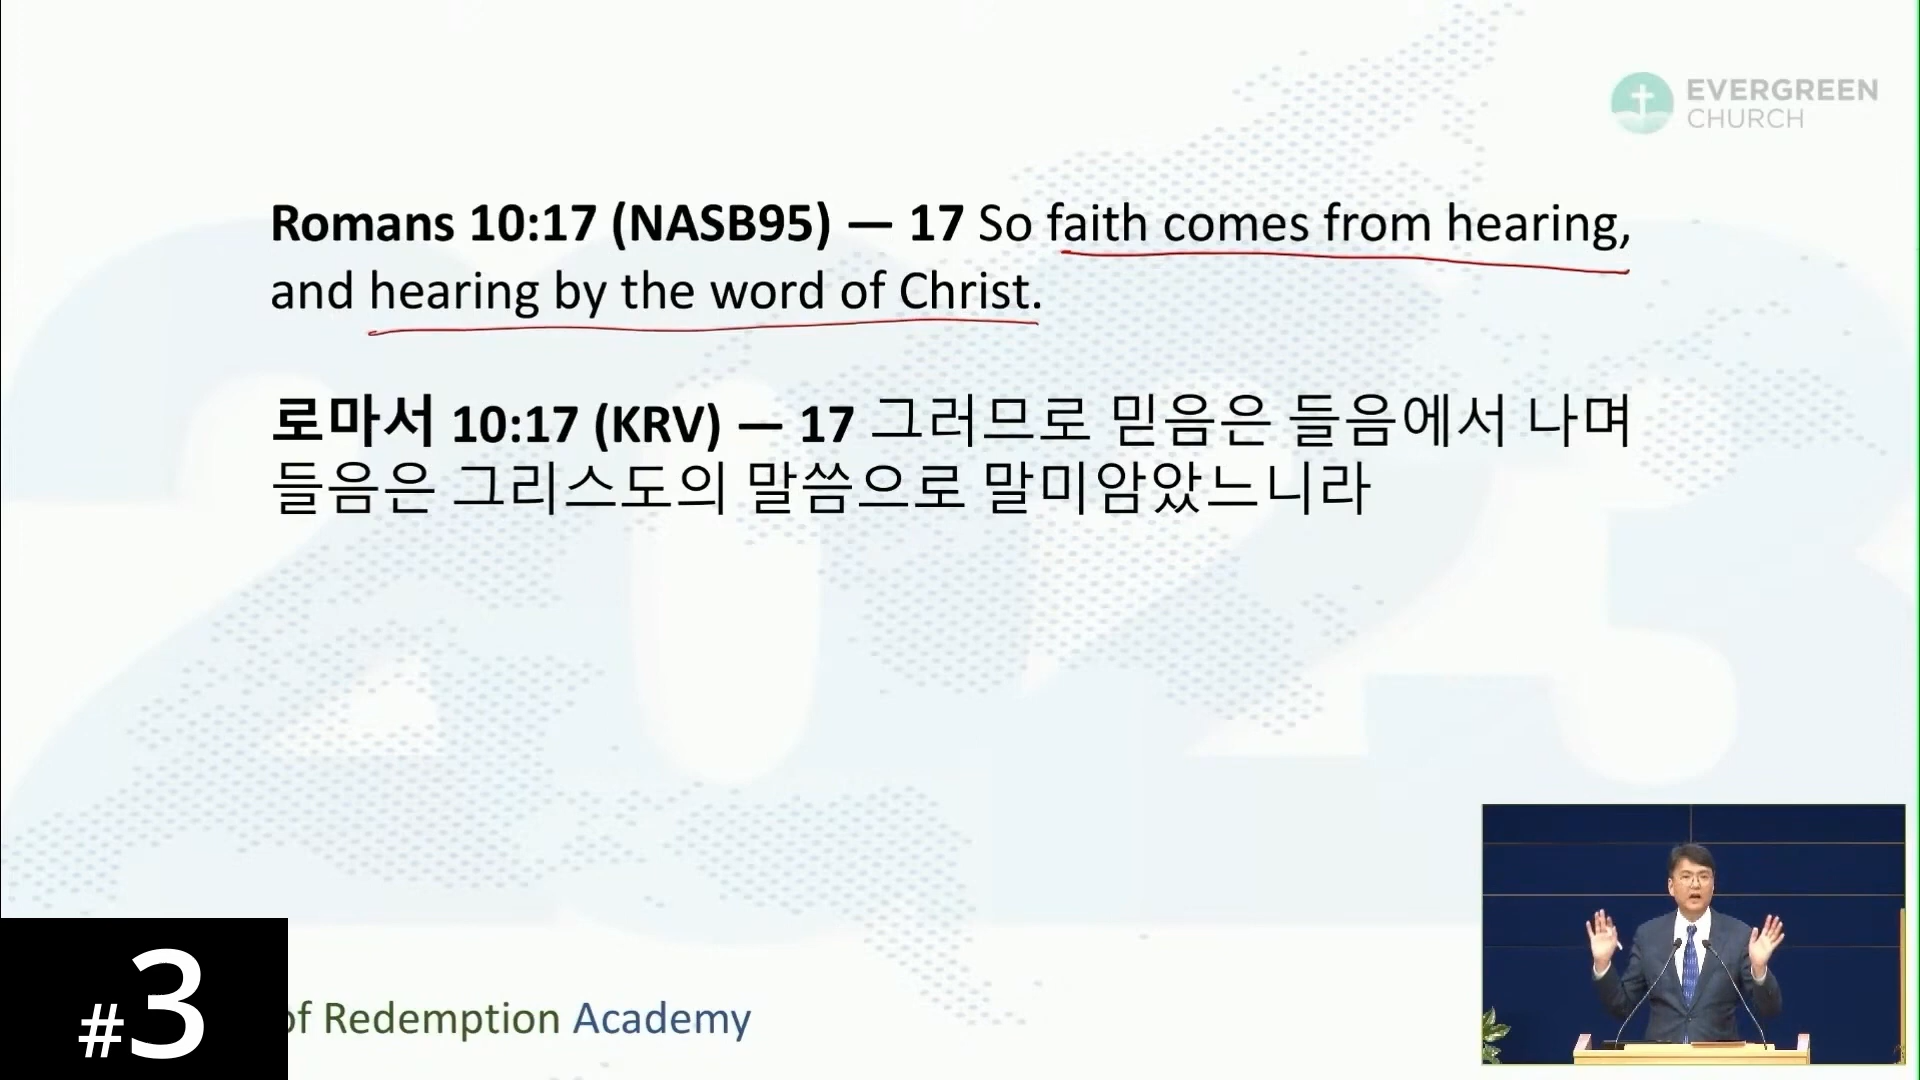 EVERGREEN
CHURCH
Romans 10:17 (NASB95) — 17 So faith comes from hearing,
and hearing by the word of Christ.
로마서 10:17 (KRV) — 17 그러므로 믿음은 들음에서 나며
들음은 그리스도의 말씀으로 말미암았느니라
#3
of Redemption Academy